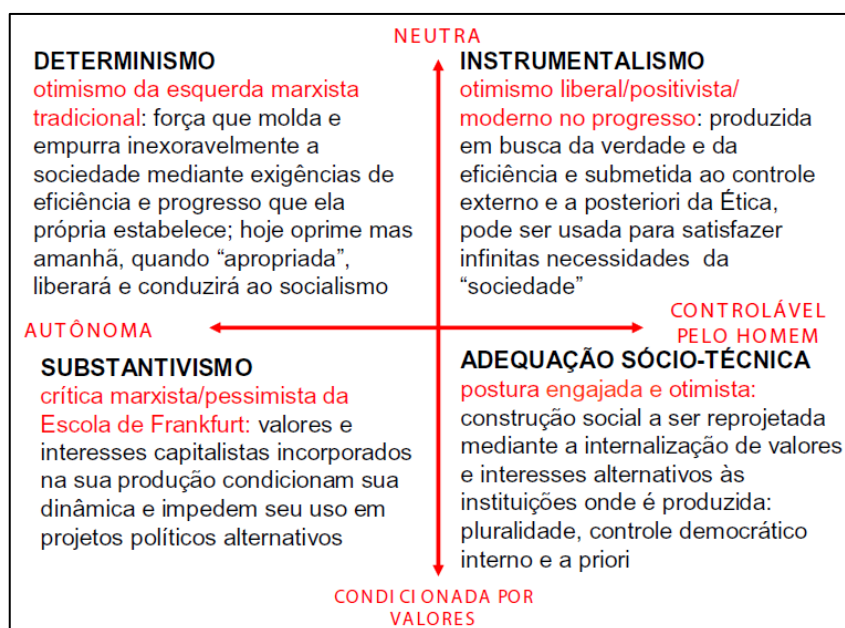 NEUTRA
DETERMINISMO
otimismo da esquerda marxista
tradicional: força que molda e
empurra inexoravelmente a
sociedade mediante exigências de
eficiência e progresso que ela
própria estabelece; hoje oprime mas
amanhã, quando “apropriada”,
liberará e conduzirá ao socialismo
INSTRUMENTALISMO
otimismo liberal/positivista/
moderno no progresso: produzida
em busca da verdade e da
eficiência e submetida ao controle
externo e a posteriori da Ética,
pode ser usada para satisfazer
infinitas necessidades da
“sociedade”
AUTÔNOMA
CONTROLÁVEL
PELO HOMEM
SUBSTANTIVISMO
crítica marxista/pessimista da
Escola de Frankfurt: valores e
interesses capitalistas incorporados
na sua produção condicionam sua
dinâmica e impedem seu uso em
projetos políticos alternativos
ADEQUAÇÃO SÓCIO-TÉCNICA
postura engajada e otimista:
construção social a ser reprojetada
mediante a internalização de valores
e interesses alternativos às
instituições onde é produzida:
pluralidade, controle democrático
interno e a priori
CONDICIONADA POR
VALORES